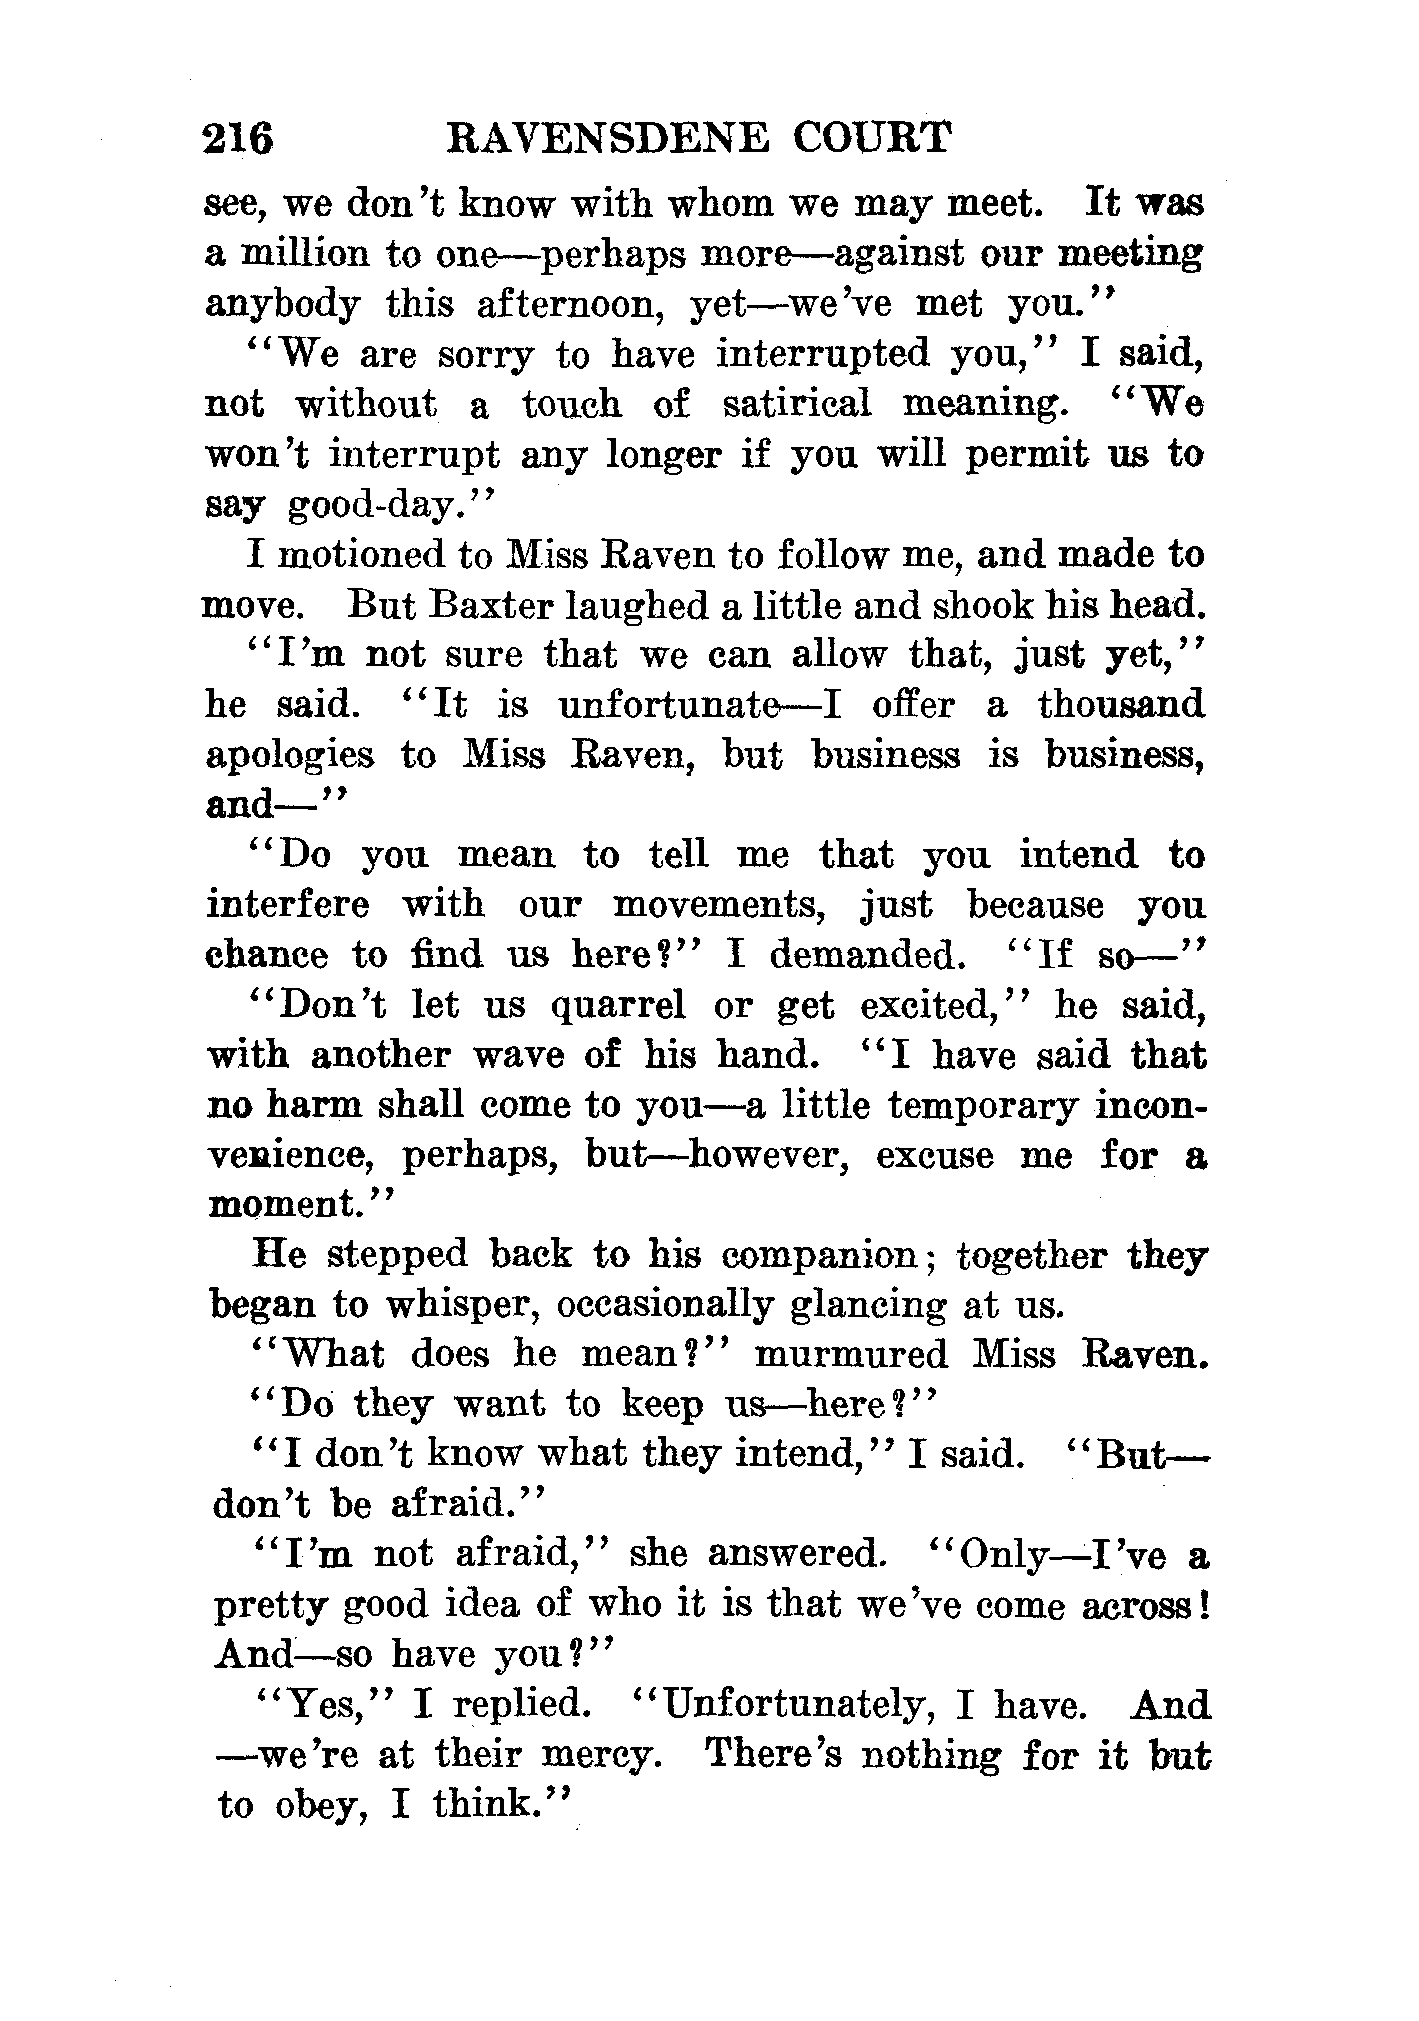 216 RAVENSDENE COURT
see, we don't know with whom we may meet. It was
a million to one—perhaps more—against our meeting
anybody this afternoon, yet—we've met you."
"We are sorry to have interrupted you," I said,
not without a touch of satirical meaning. "We
won't interrupt any longer if you will permit us to
say good-day."
I motioned to Miss Raven to follow me, and made to
move. But Baxter laughed a little and shook his head.
"I'm not sure that we can allow that, just yet,"
he said. "It is unfortunate—I offer a thousand
apologies to Miss Raven, but business is business,
and—"
"Do you mean to tell me that you intend to
interfere with our movements, just because you
chance to find us here?" I demanded. "If so—"
"Don't let us quarrel or get excited," he said,
with another wave of his hand. "I have said that
no harm shall come to you—a little temporary incon-
venience, perhaps, but—however, excuse me for a
moment."
He stepped back to his companion; together they
began to whisper, occasionally glancing at us.
"What does he mean?" murmured Miss Raven.
"Do they want to keep us—here?"
"I don't know what they intend," I said. "But—
don't be afraid."
"I'm not afraid," she answered. "Only—I've a
pretty good idea of who it is that we've come across!
And—so have you?"
"Yes," I replied. "Unfortunately, I have. And
—we're at their mercy. There's nothing for it but
to obey, I think."